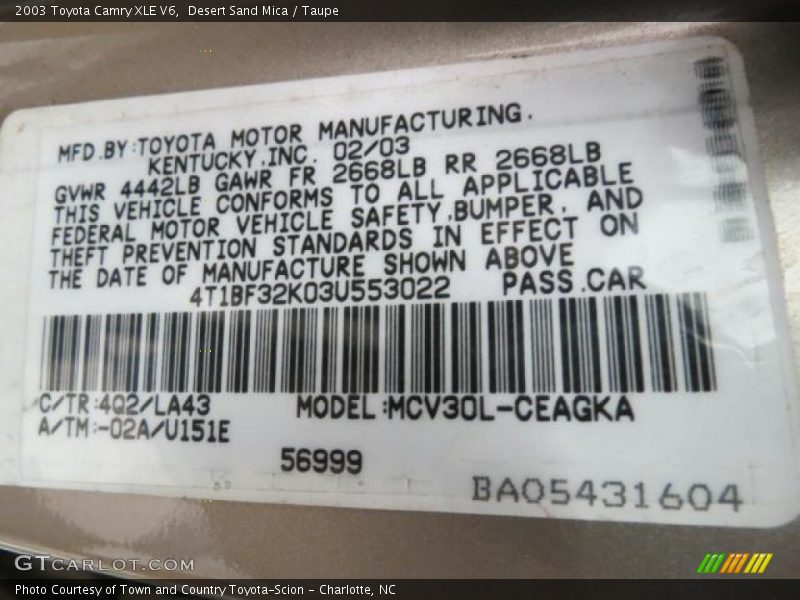 2003 Toyota Camry XLE V6,  Desert Sand Mica / Taupe
MFD.BY:TOYOTA MOTOR MANUFACTURING,
KENTUCKY,INC. 02/03
GVWR 4442LB GAWR FR 2668LB RR 2668LB
THIS VEHICLE CONFORMS TO ALL APPLICABLE
FEDERAL MOTOR VEHICLE SAFETY,BUMPER, AND
THEFT PREVENTION STANDARDS IN EFFECT ON
THE DATE OF MANUFACTURE SHOWN ABOVE
4T1BF32K03U553022 PASS.CAR
C/TR:4Q2/LA43 MODEL:MCV30L-CEAGKA
A/TM:-02A/U151E
56999
BA05431604
GTCARLOT.COM
Photo Courtesy of Town and Country Toyota-Scion - Charlotte, NC